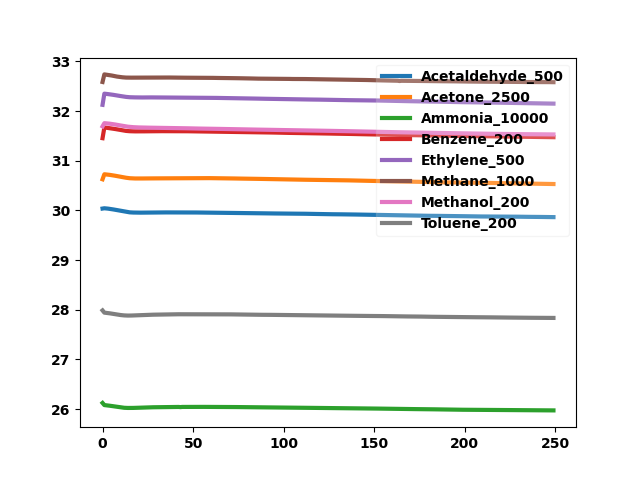 33
32
31
30
29
28
27
26
0 50 100 150 200 250
Acetaldehyde_500
Acetone_2500
Ammonia_10000
Benzene_200
Ethylene_500
Methane_1000
Methanol_200
Toluene_200